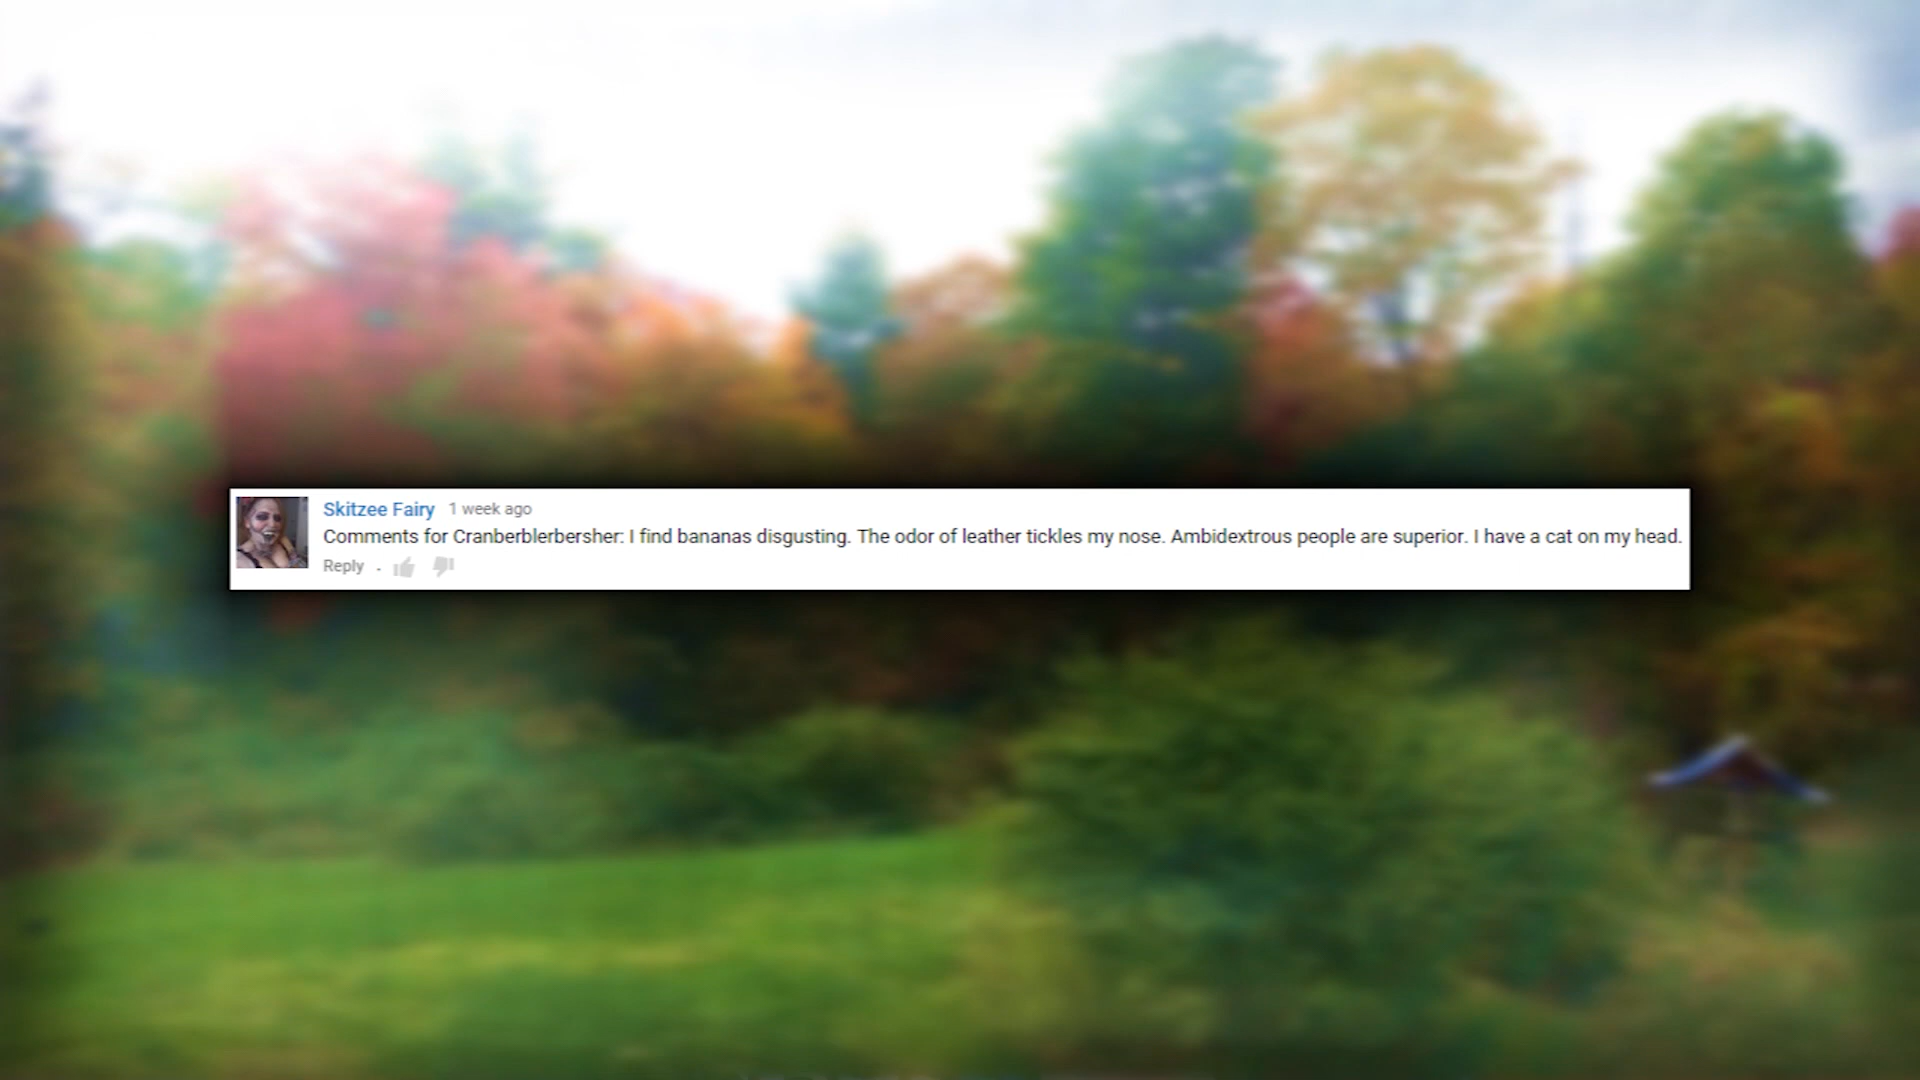 Skitzee Fairy 1 week ago
Comments for Cranberblerbersher: I find bananas disgusting. The odor of leather tickles my nose. Ambidextrous people are superior. I have a cat on my head.
Reply .